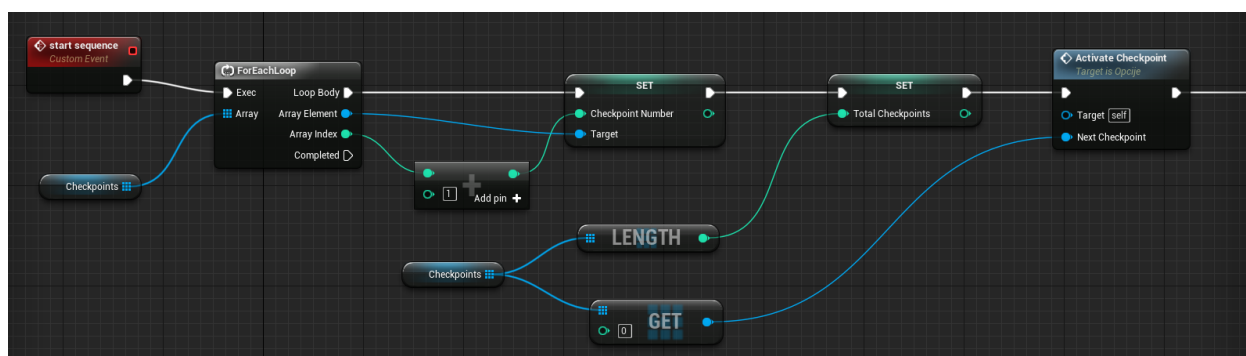 start sequence
Custom Event
ForEachLoop
Exec
Loop Body
Array
Array Element
Array Index
Completed
Checkpoints
1
Add pin +
SET
Checkpoint Number
Target
SET
Total Checkpoints
Activate Checkpoint
Target is Opcije
Target self
Next Checkpoint
LENGTH
Checkpoints
0
GET